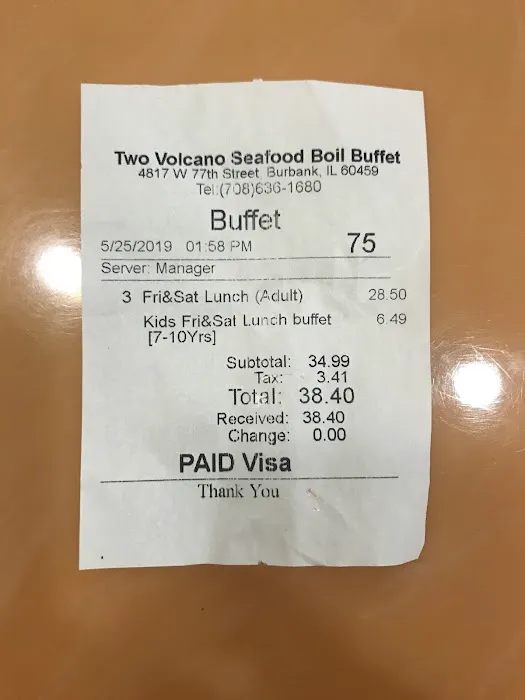 Two Volcano Seafood Boil Buffet
4817 W 77th Street, Burbank, IL 60459
Tel:(708)636-1680
Buffet
5/25/2019 01:58 PM 75
Server: Manager
3 Fri&Sat Lunch (Adult) 28.50
Kids Fri&Sat Lunch buffet 6.49
[7-10Yrs]
Subtotal: 34.99
Tax: 3.41
Total: 38.40
Received: 38.40
Change: 0.00
PAID Visa
Thank You